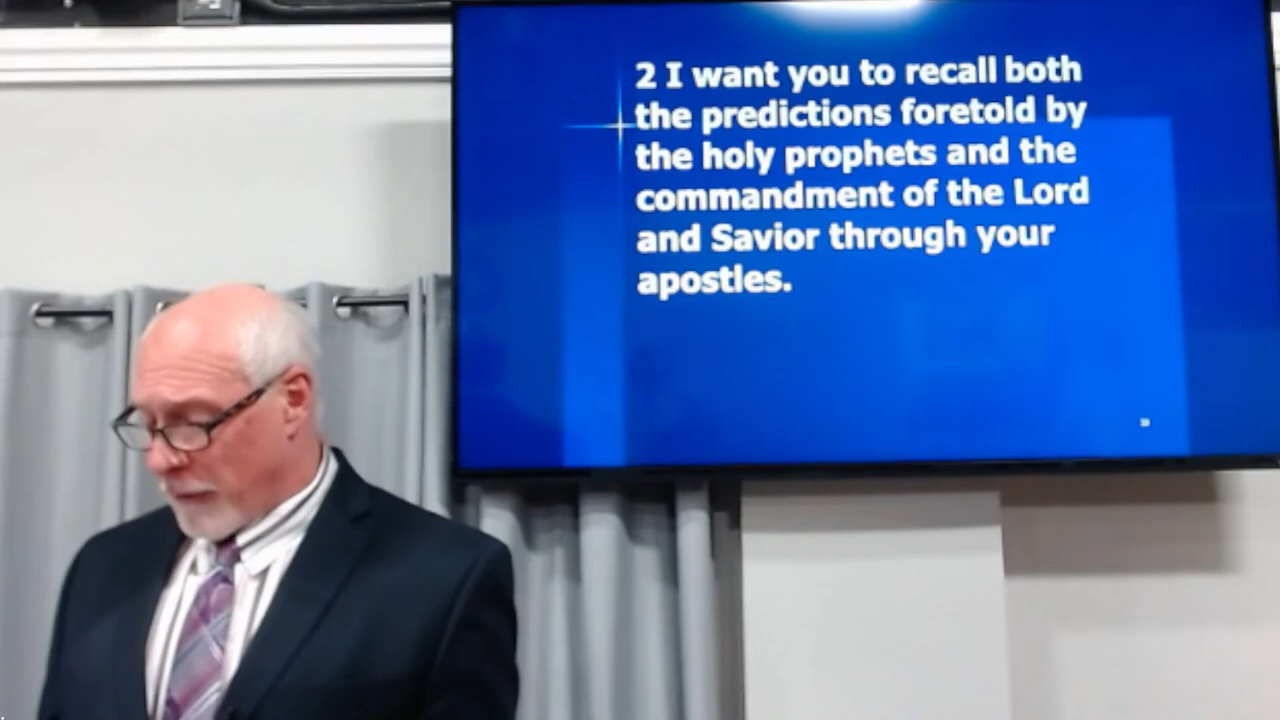 2 I want you to recall both
the predictions foretold by
the holy prophets and the
commandment of the Lord
and Savior through your
apostles.